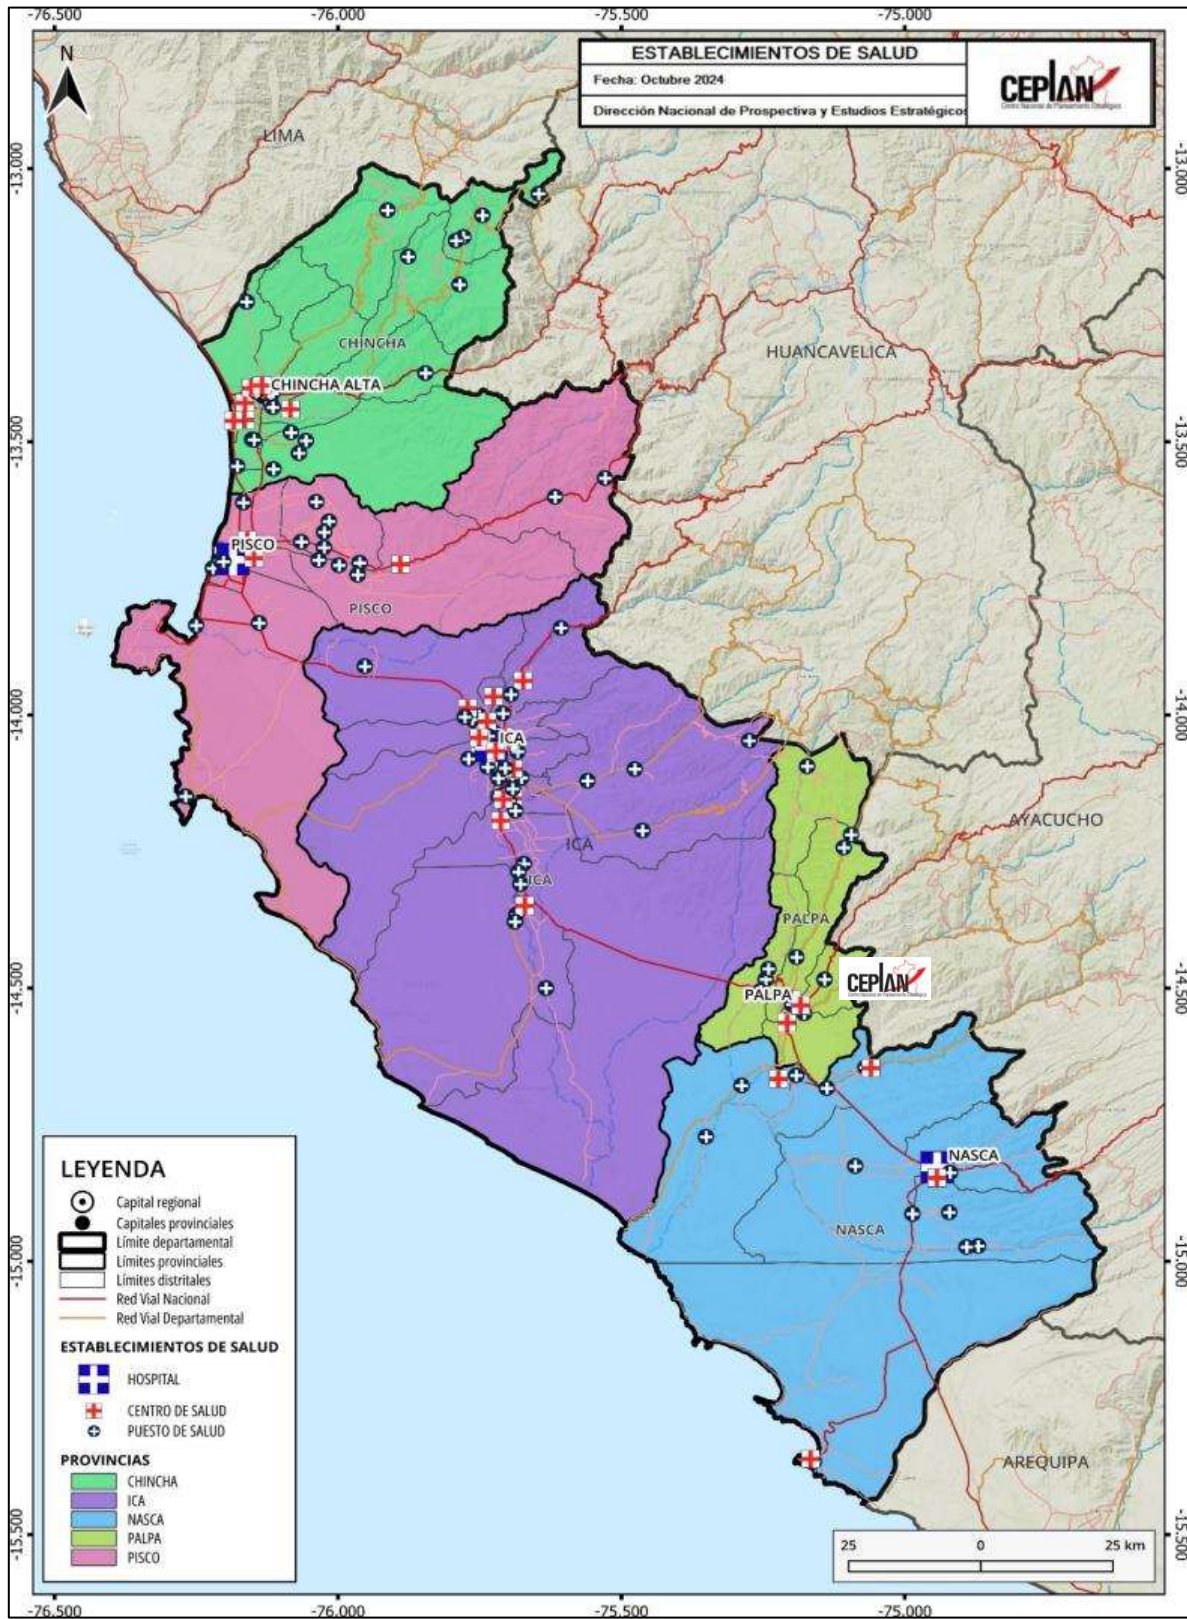 -76.500
-76.000
-75.500
-75.000
N
ESTABLECIMIENTOS DE SALUD
Fecha: Octubre 2024
Dirección Nacional de Prospectiva y Estudios Estratégicos
CEPLAN
Centro Nacional de Planeamiento Estratégico
LIMA
-13.000
-13.000
CHINCHA
HUANCAVELICA
CHINCHA ALTA
-13.500
-13.500
PISCO
PISCO
-14.000
-14.000
ICA
AYACUCHO
ICA
ICA
PALPA
CEPLAN
PALPA
-14.500
-14.500
NASCA
NASCA
-15.000
-15.000
AREQUIPA
-15.500
-15.500
LEYENDA
Capital regional
Capitales provinciales
Límite departamental
Límites provinciales
Límites distritales
Red Vial Nacional
Red Vial Departamental
ESTABLECIMIENTOS DE SALUD
HOSPITAL
CENTRO DE SALUD
PUESTO DE SALUD
PROVINCIAS
CHINCHA
ICA
NASCA
PALPA
PISCO
25 0 25 km
-76.500
-76.000
-75.500
-75.000